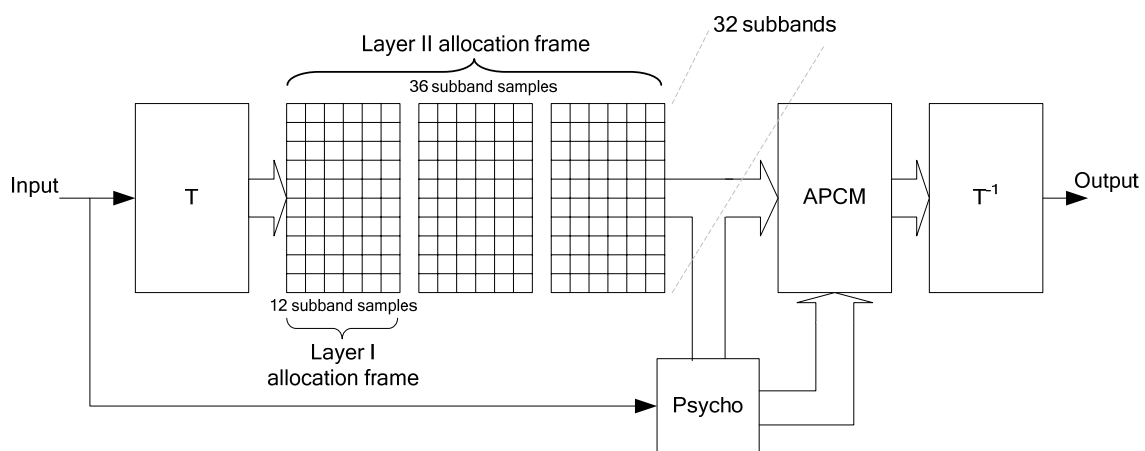 32 subbands
Layer II allocation frame
36 subband samples
Input
T
APCM
T⁻¹
Output
12 subband samples
Layer I
allocation frame
Psycho